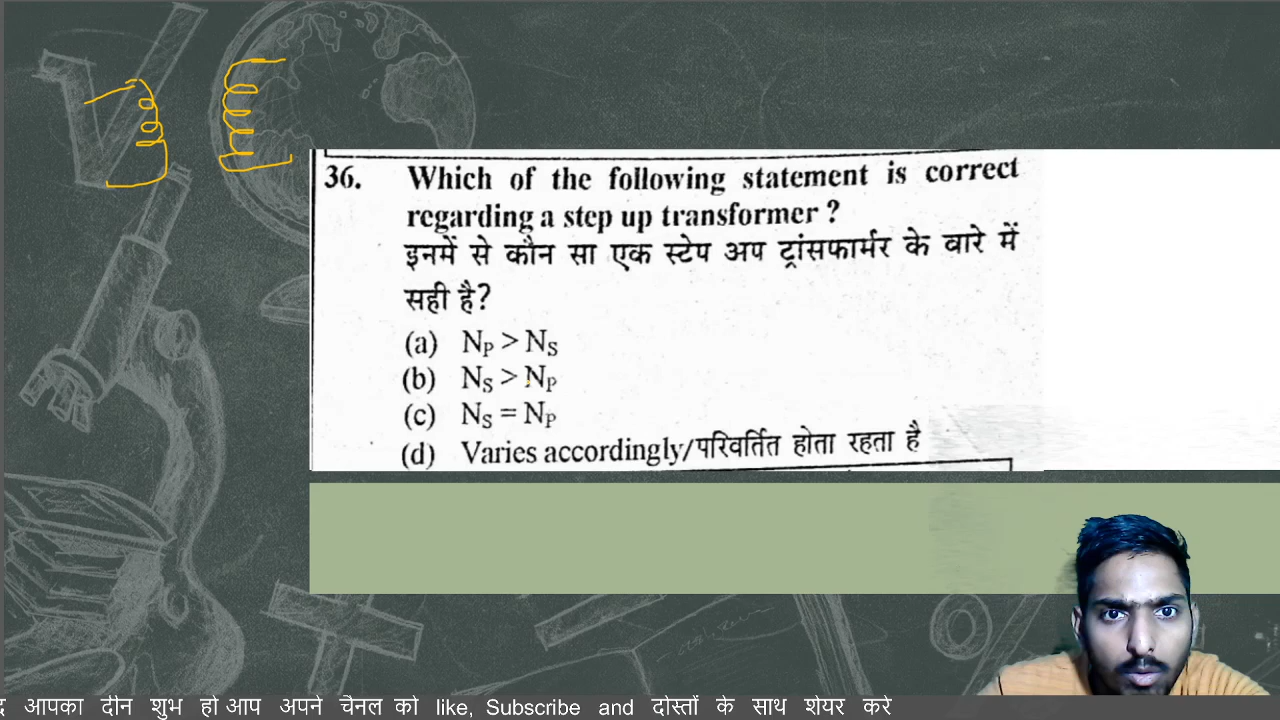 36. Which of the following statement is correct
regarding a step up transformer ?
इनमें से कौन सा एक स्टेप अप ट्रांसफार्मर के वारे में
सही है?
(a) Nₚ > Nₛ
(b) Nₛ > Nₚ
(c) Nₛ = Nₚ
(d) Varies accordingly/परिवर्तित होता रहता है
आपका दीन शुभ हो आप अपने चैनल को like, Subscribe and दोस्तों के साथ शेयर करे